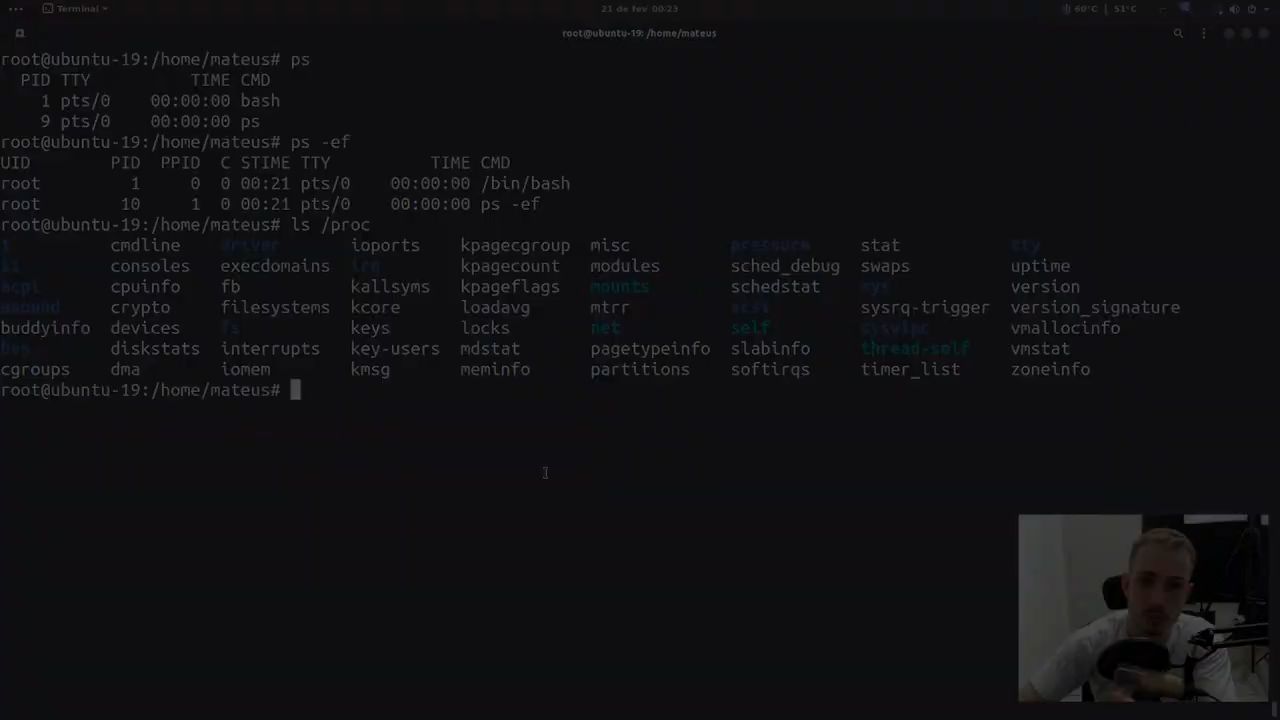 Terminal
21 de fev 00:23
60°C | 51°C
root@ubuntu-19: /home/mateus
root@ubuntu-19:/home/mateus# ps
PID TTY TIME CMD
1 pts/0 00:00:00 bash
9 pts/0 00:00:00 ps
root@ubuntu-19:/home/mateus# ps -ef
UID PID PPID C STIME TTY TIME CMD
root 1 0 0 00:21 pts/0 00:00:00 /bin/bash
root 10 1 0 00:21 pts/0 00:00:00 ps -ef
root@ubuntu-19:/home/mateus# ls /proc
1 cmdline driver ioports kpagecgroup misc pressure stat tty
11 consoles execdomains irq kpagecount modules sched_debug swaps uptime
acpi cpuinfo fb kallsyms kpageflags mounts schedstat sys version
asound crypto filesystems kcore loadavg mtrr scsi sysrq-trigger version_signature
buddyinfo devices fs keys locks net self sysvipc vmallocinfo
bus diskstats interrupts key-users mdstat pagetypeinfo slabinfo thread-self vmstat
cgroups dma iomem kmsg meminfo partitions softirqs timer_list zoneinfo
root@ubuntu-19:/home/mateus#